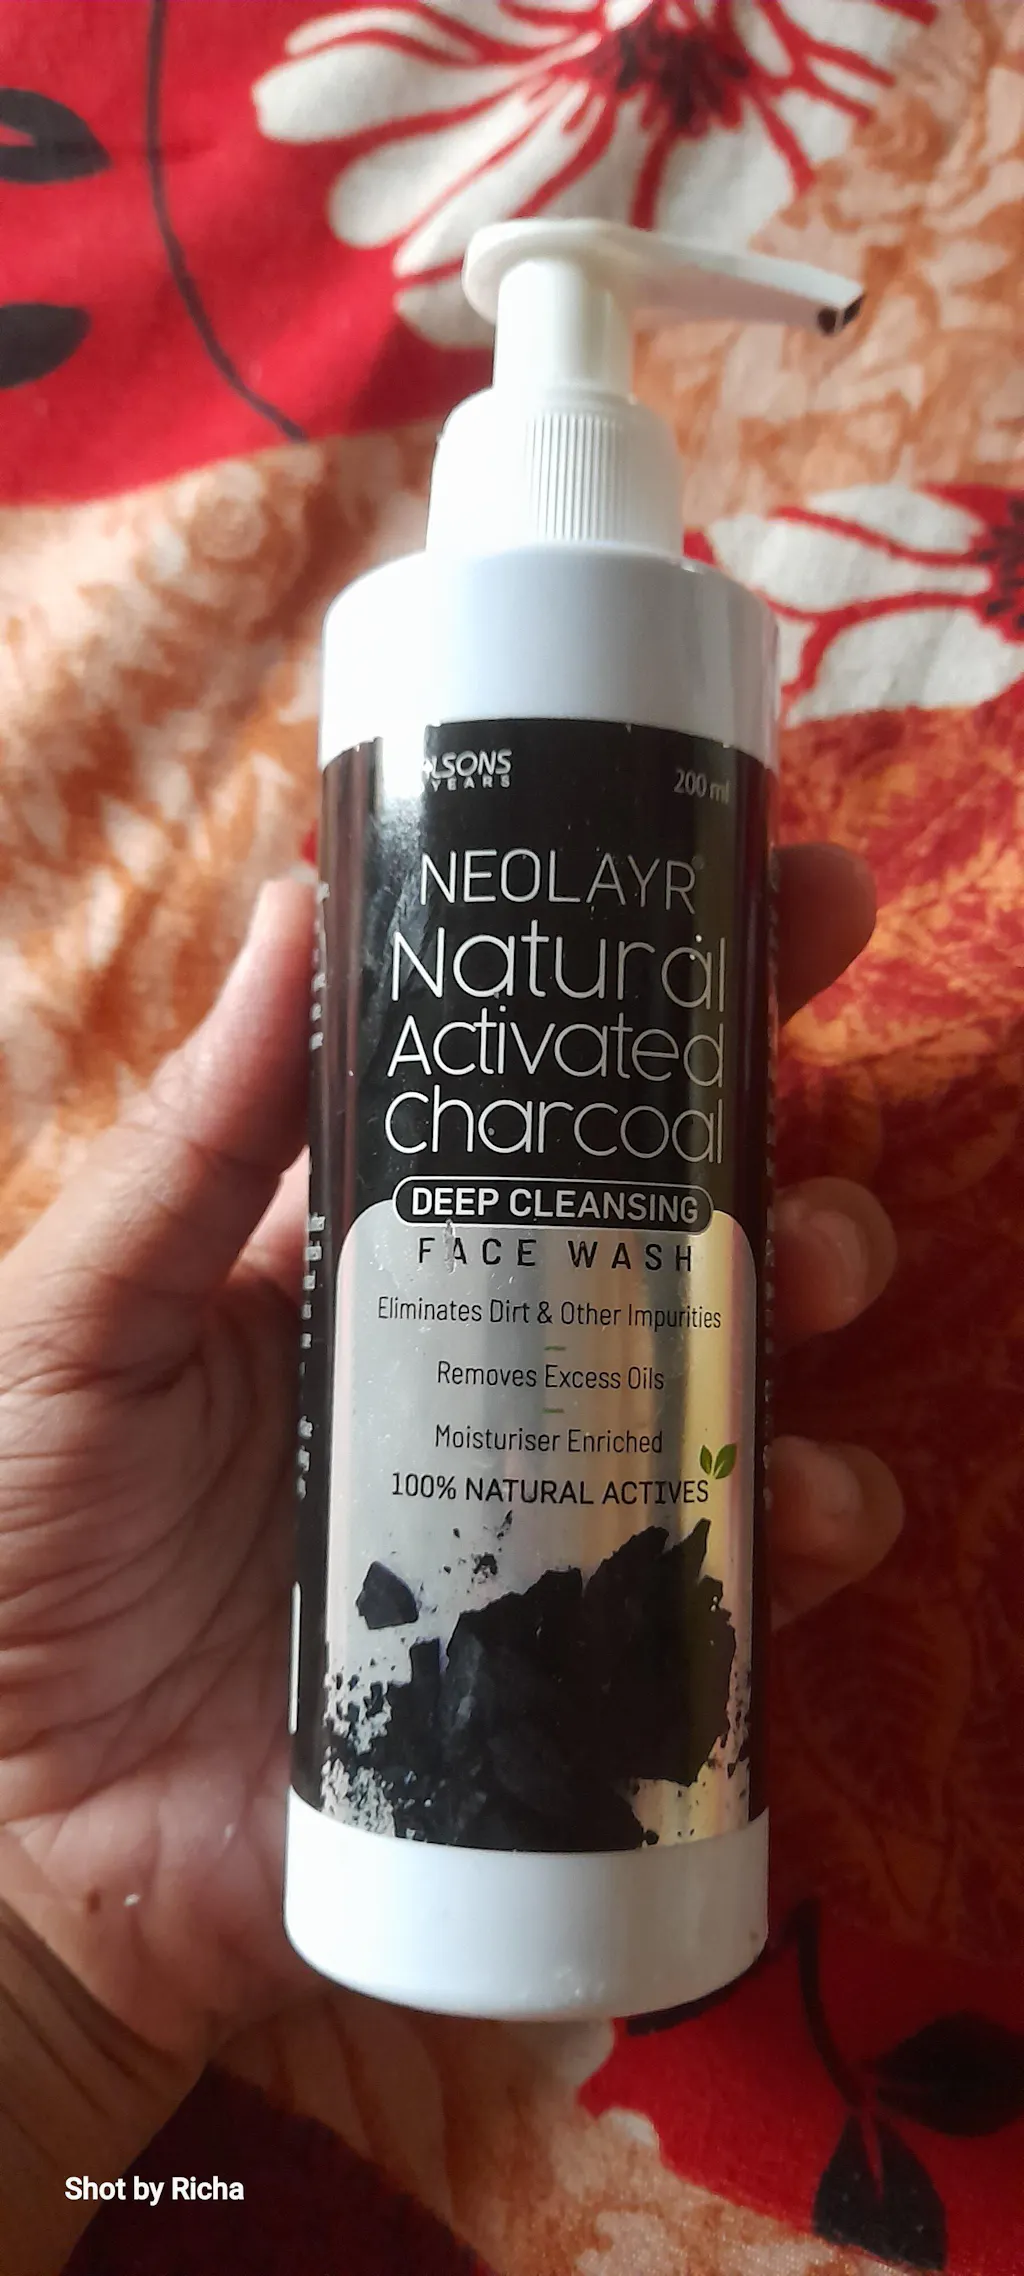 YEARS
200 ml
NEOLAYR®
Natural
Activated
charcoal
DEEP CLEANSING
FACE WASH
Eliminates Dirt & Other Impurities
Removes Excess Oils
Moisturiser Enriched
100% NATURAL ACTIVES
Shot by Richa